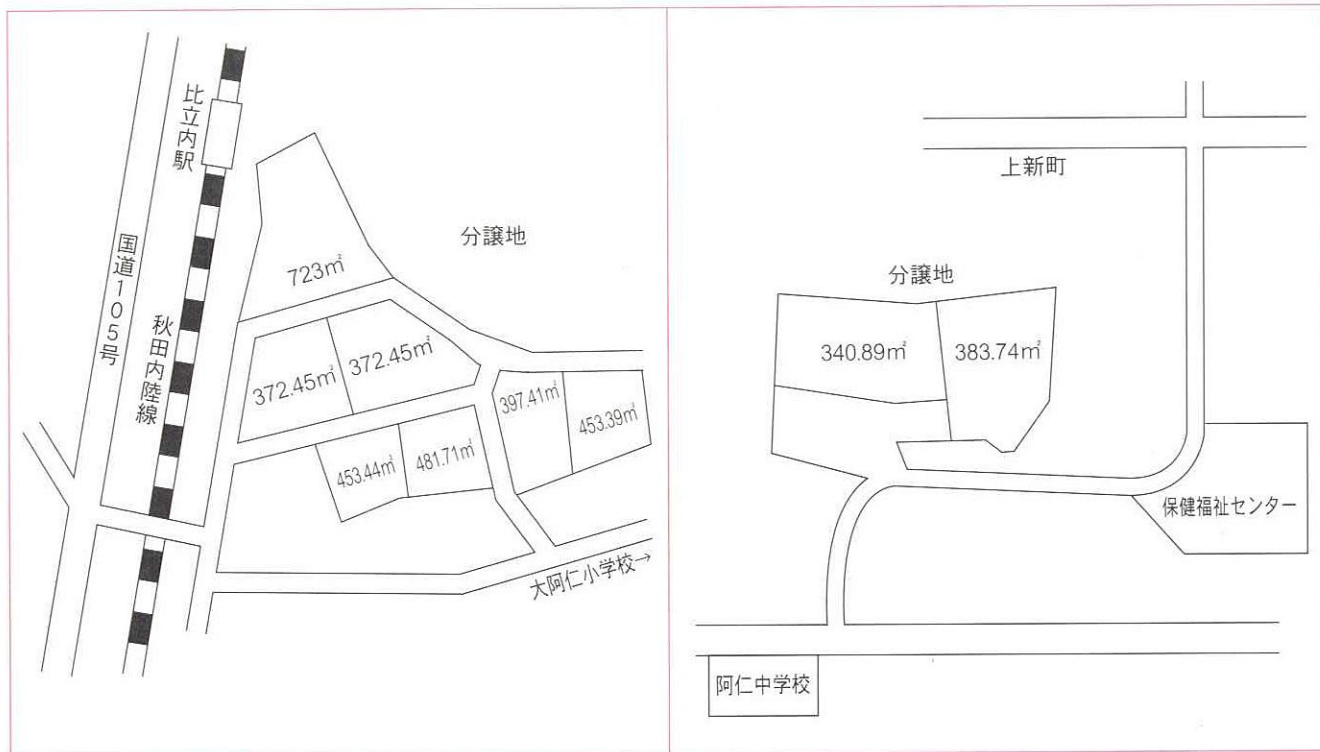 比立内駅
国道105号
秋田内陸線
分譲地
723㎡
372.45㎡
372.45㎡
397.41㎡
453.39㎡
453.44㎡
481.71㎡
大阿仁小学校→
上新町
分譲地
340.89㎡
383.74㎡
保健福祉センター
阿仁中学校